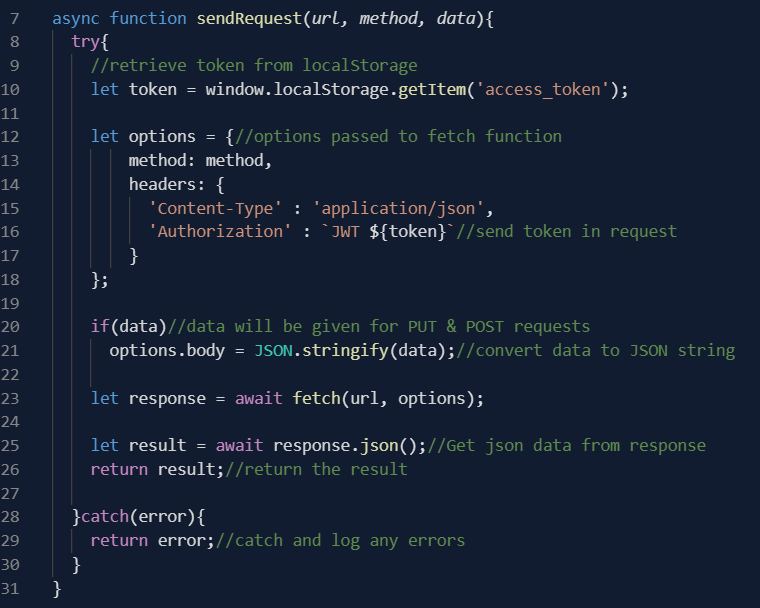 7 async function sendRequest(url, method, data){
8 try{
9 //retrieve token from localStorage
10 let token = window.localStorage.getItem('access_token');
11
12 let options = {//options passed to fetch function
13 method: method,
14 headers: {
15 'Content-Type' : 'application/json',
16 'Authorization' : `JWT ${token}`//send token in request
17 }
18 };
19
20 if(data)//data will be given for PUT & POST requests
21 options.body = JSON.stringify(data);//convert data to JSON string
22
23 let response = await fetch(url, options);
24
25 let result = await response.json();//Get json data from response
26 return result;//return the result
27
28 }catch(error){
29 return error;//catch and log any errors
30 }
31 }